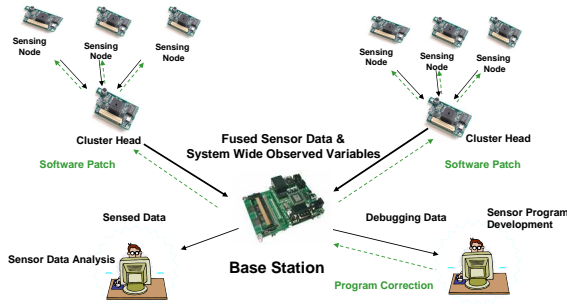 Sensing
Node
Sensing
Node
Sensing
Node
Sensing
Node
Sensing
Node
Sensing
Node
Cluster Head
Cluster Head
Fused Sensor Data &
System Wide Observed Variables
Software Patch
Software Patch
Sensed Data
Debugging Data
Sensor Program
Development
Sensor Data Analysis
Base Station
Program Correction